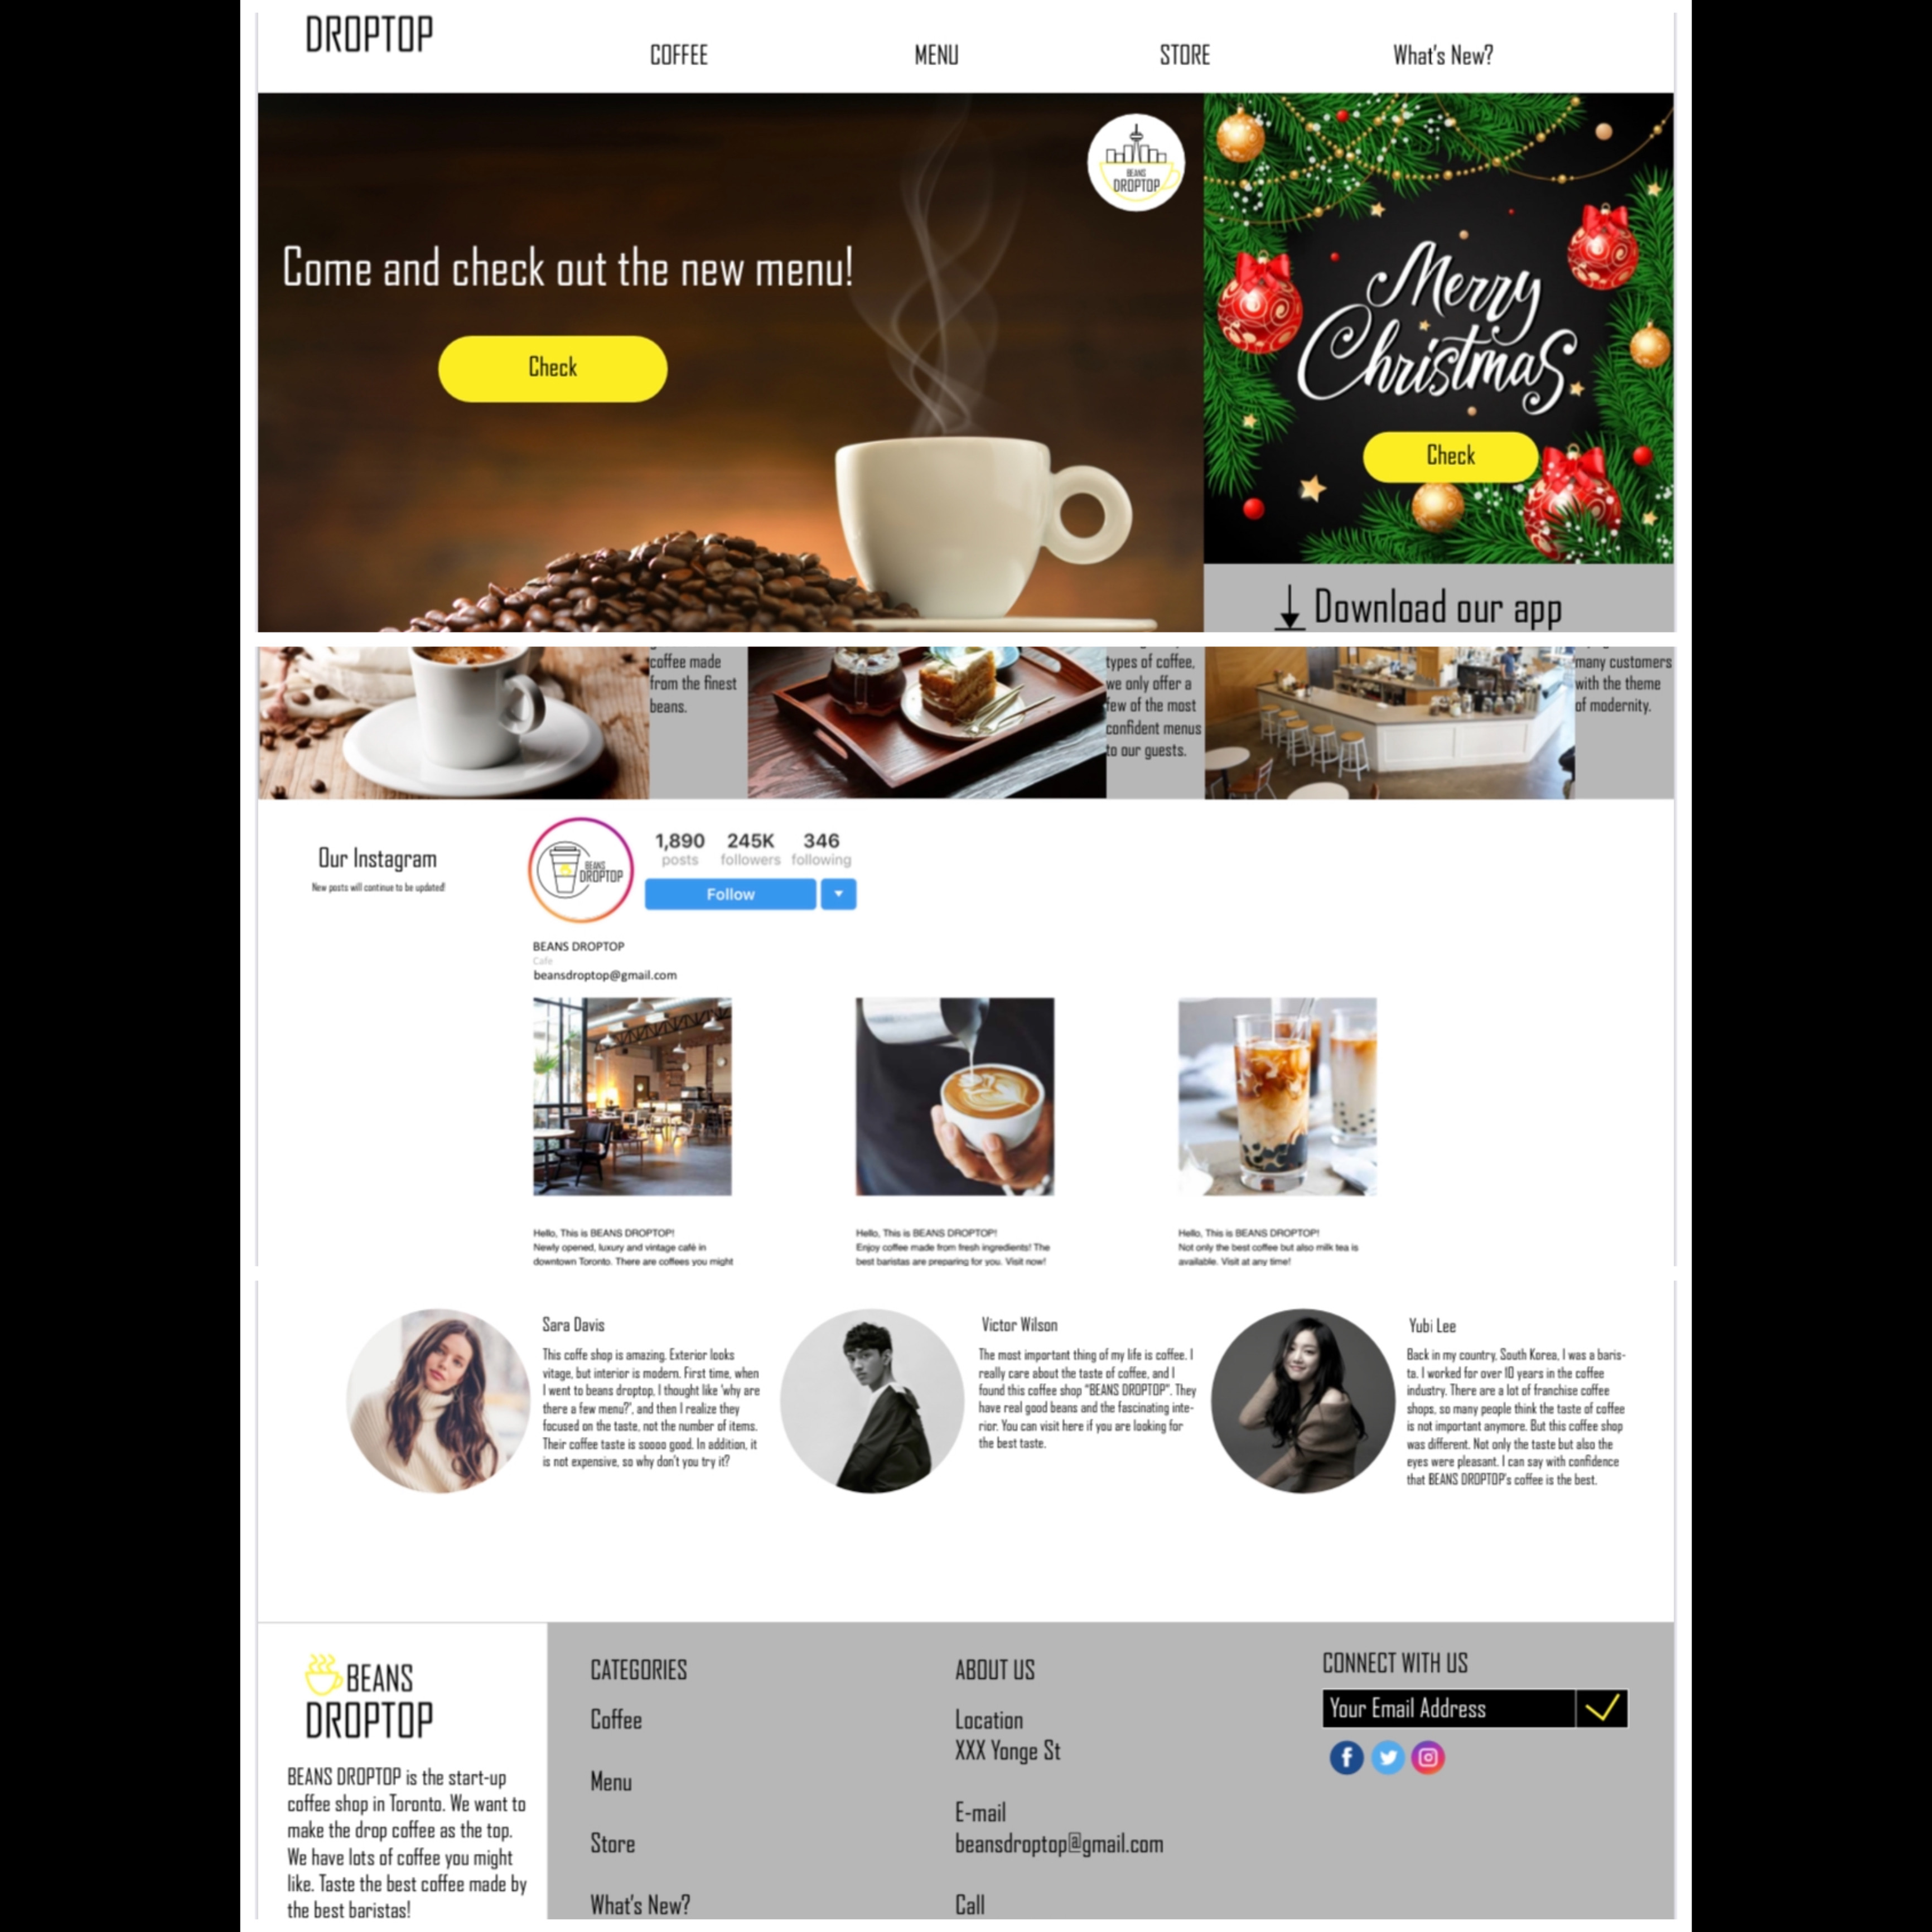 DROPTOP
COFFEE
MENU
STORE
What's New?
BEANS
DROPTOP
Come and check out the new menu!
Check
Merry
Christmas
Check
Download our app
coffee made
from the finest
beans.
types of coffee,
we only offer a
few of the most
confident menus
to our guests.
many customers
with the theme
of modernity.
Our Instagram
New posts will continue to be updated!
BEANS
DROPTOP
1,890
posts
245K
followers
346
following
Follow
BEANS DROPTOP
Cafe
beansdroptop@gmail.com
Hello, This is BEANS DROPTOP!
Newly opened, luxury and vintage café in
downtown Toronto. There are coffees you might
Hello, This is BEANS DROPTOP!
Enjoy coffee made from fresh ingredients! The
best baristas are preparing for you. Visit now!
Hello, This is BEANS DROPTOP!
Not only the best coffee but also milk tea is
available. Visit at any time!
Sara Davis
This coffe shop is amazing. Exterior looks
vitage, but interior is modern. First time, when
I went to beans droptop, I thought like 'why are
there a few menu?', and then I realize they
focused on the taste, not the number of items.
Their coffee taste is soooo good. In addition, it
is not expensive, so why don't you try it?
Victor Wilson
The most important thing of my life is coffee. I
really care about the taste of coffee, and I
found this coffee shop "BEANS DROPTOP". They
have real good beans and the fascinating inte-
rior. You can visit here if you are looking for
the best taste.
Yubi Lee
Back in my country, South Korea, I was a baris-
ta. I worked for over 10 years in the coffee
industry. There are a lot of franchise coffee
shops, so many people think the taste of coffee
is not important anymore. But this coffee shop
was different. Not only the taste but also the
eyes were pleasant. I can say with confidence
that BEANS DROPTOP's coffee is the best.
BEANS
DROPTOP
BEANS DROPTOP is the start-up
coffee shop in Toronto. We want to
make the drop coffee as the top.
We have lots of coffee you might
like. Taste the best coffee made by
the best baristas!
CATEGORIES
Coffee
Menu
Store
What's New?
ABOUT US
Location
XXX Yonge St
E-mail
beansdroptop@gmail.com
Call
CONNECT WITH US
Your Email Address